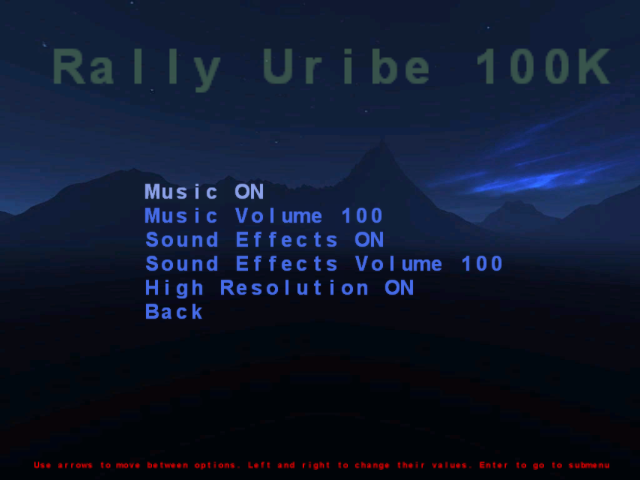 Rally Uribe 100K
Music ON
Music Volume 100
Sound Effects ON
Sound Effects Volume 100
High Resolution ON
Back
Use arrows to move between options. Left and right to change their values. Enter to go to submenu